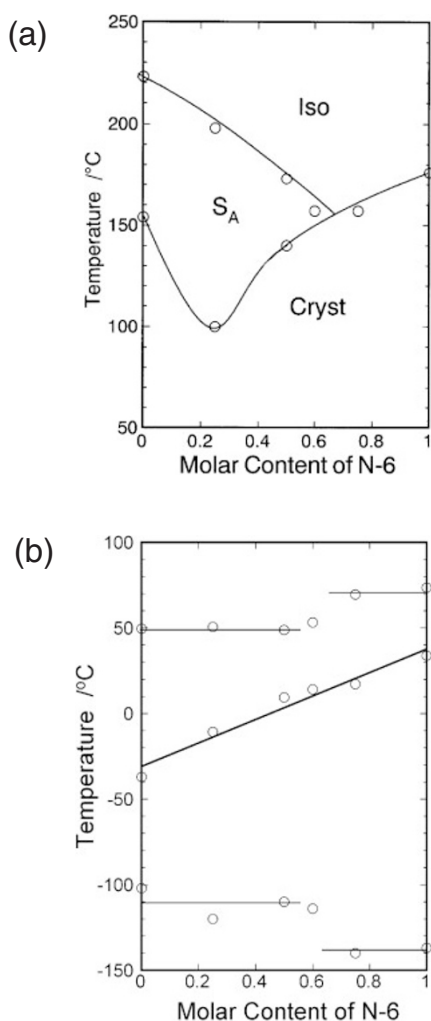 (a)
250
200
150
100
50
Temperature /°C
Iso
S_A
Cryst
0 0.2 0.4 0.6 0.8 1
Molar Content of N-6
(b)
100
50
0
-50
-100
-150
Temperature /°C
0 0.2 0.4 0.6 0.8 1
Molar Content of N-6